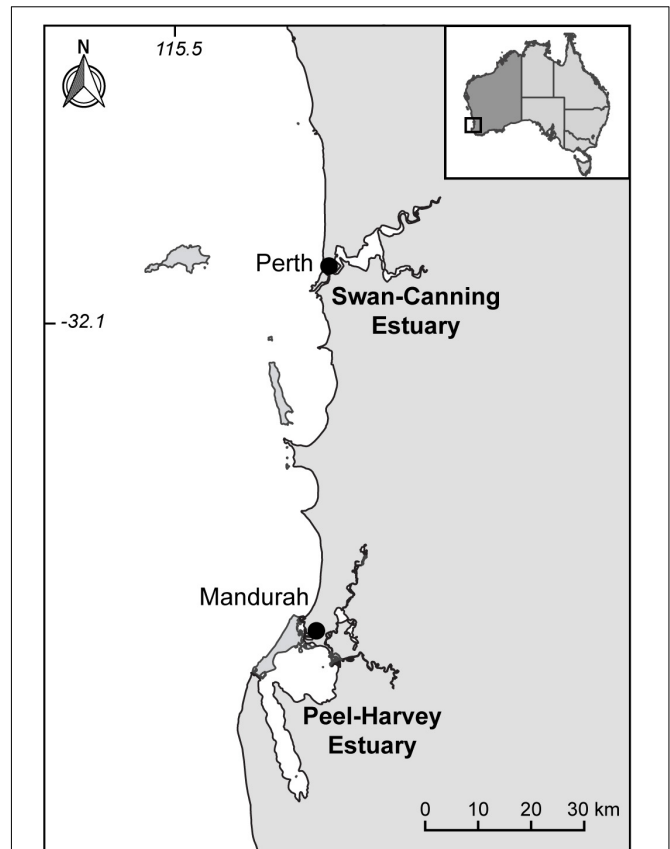 N
115.5
Perth
Swan-Canning
Estuary
-32.1
Mandurah
Peel-Harvey
Estuary
0 10 20 30 km